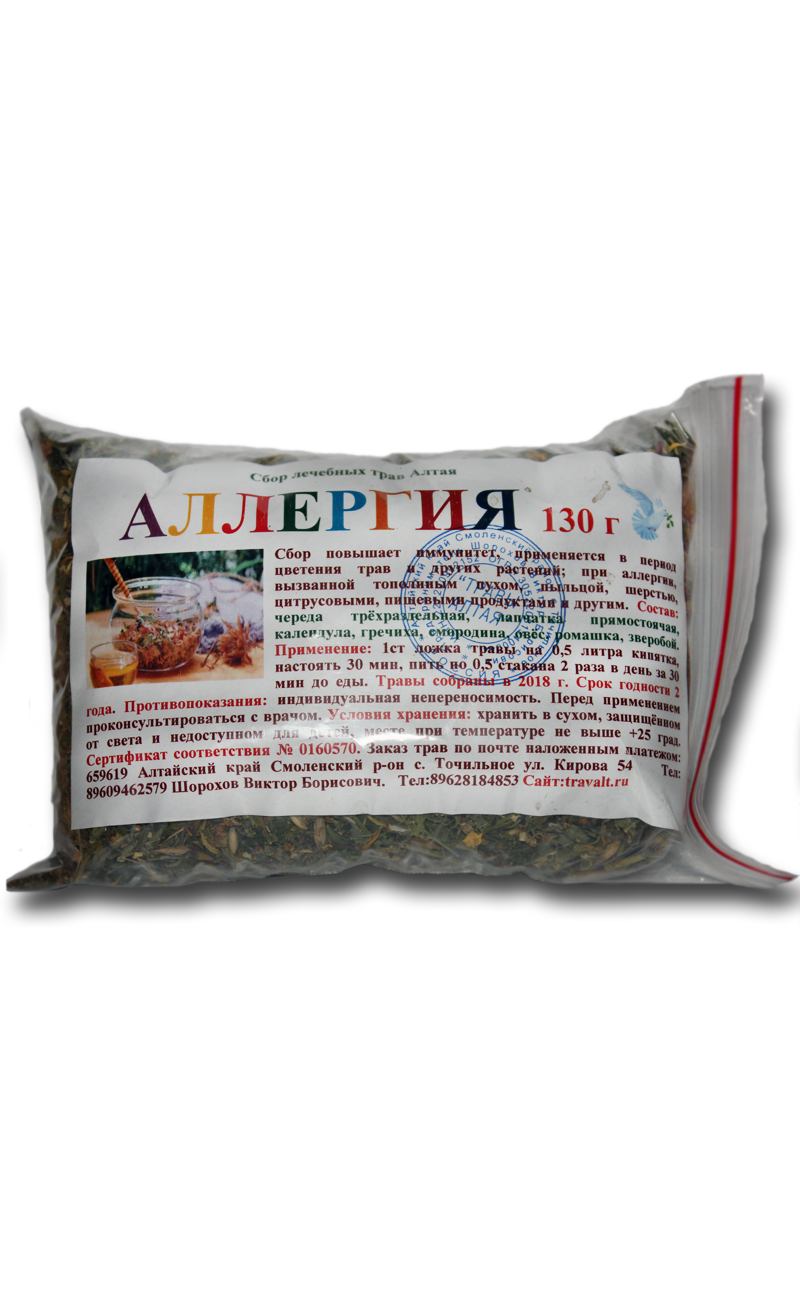 Сбор лечебных трав Алтая
АЛЛЕРГИЯ 130 г
Сбор повышает иммунитет, применяется в период
цветения трав и других растений; при аллергии,
вызванной тополиным пухом, пыльцой, шерстью,
цитрусовыми, пищевыми продуктами и другим. Состав:
череда трёхраздельная, лапчатка прямостоячая,
календула, гречиха, смородина, овёс, ромашка, зверобой.
Применение: 1ст ложка травы на 0,5 литра кипятка,
настоять 30 мин, пить по 0,5 стакана 2 раза в день за 30
мин до еды. Травы собраны в 2018 г. Срок годности 2
года. Противопоказания: индивидуальная непереносимость. Перед применением
проконсультироваться с врачом. Условия хранения: хранить в сухом, защищённом
от света и недоступном для детей, месте при температуре не выше +25 град.
Сертификат соответствия № 0160570. Заказ трав по почте наложенным платежом:
659619 Алтайский край Смоленский р-он с. Точильное ул. Кирова 54 Тел:
89609462579 Шорохов Виктор Борисович. Тел:89628184853 Сайт:travalt.ru
"ТРАВЫ
АЛТАЯ"
РОССИЯ